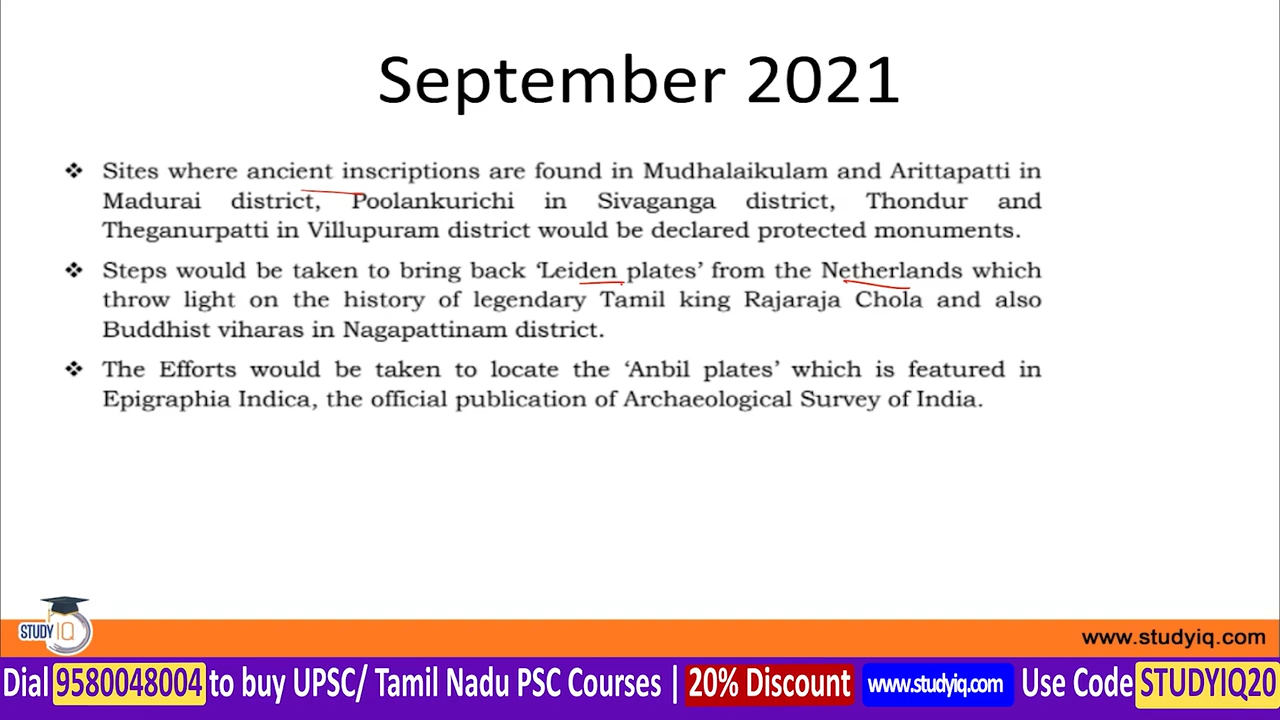 September 2021
❖ Sites where ancient inscriptions are found in Mudhalaikulam and Arittapatti in
Madurai district, Poolankurichi in Sivaganga district, Thondur and
Theganurpatti in Villupuram district would be declared protected monuments.
❖ Steps would be taken to bring back ‘Leiden plates’ from the Netherlands which
throw light on the history of legendary Tamil king Rajaraja Chola and also
Buddhist viharas in Nagapattinam district.
❖ The Efforts would be taken to locate the ‘Anbil plates’ which is featured in
Epigraphia Indica, the official publication of Archaeological Survey of India.
STUDY IQ
www.studyiq.com
Dial 9580048004 to buy UPSC/ Tamil Nadu PSC Courses | 20% Discount www.studyiq.com Use Code STUDYIQ20